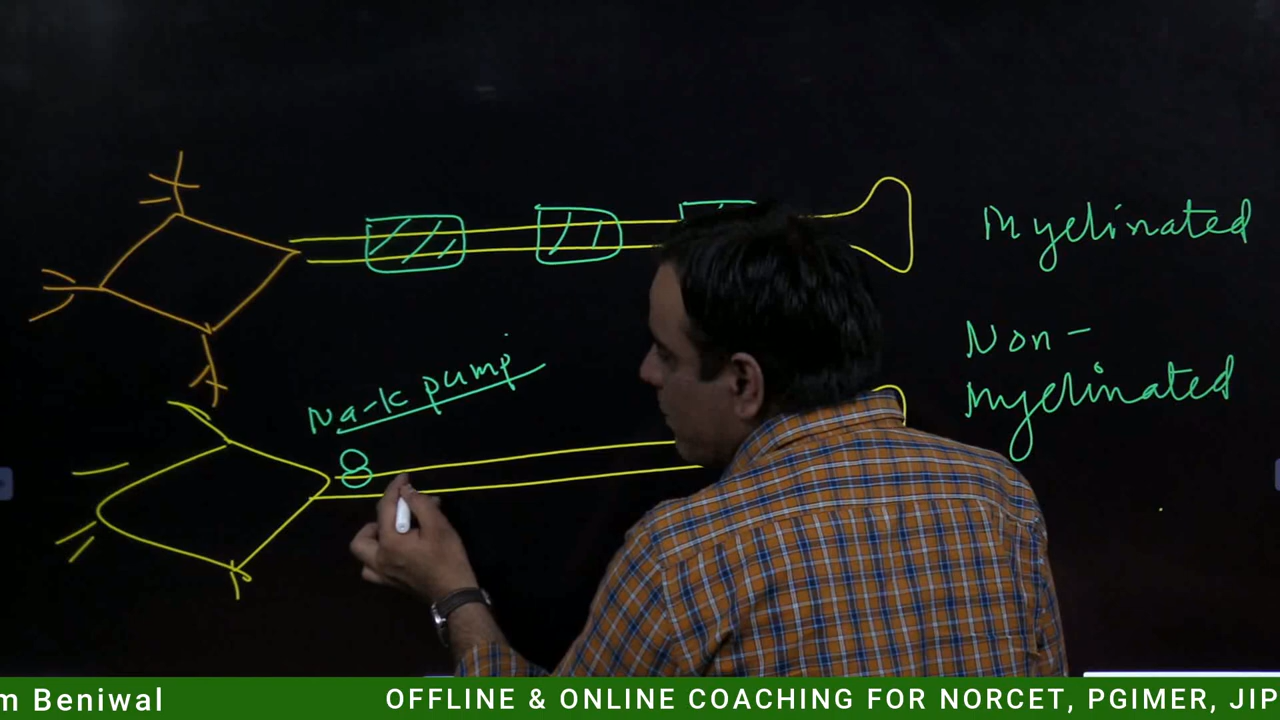 Myelinated
Non-
Myelinated
Na-K pump
m Beniwal
OFFLINE & ONLINE COACHING FOR NORCET, PGIMER, JIP